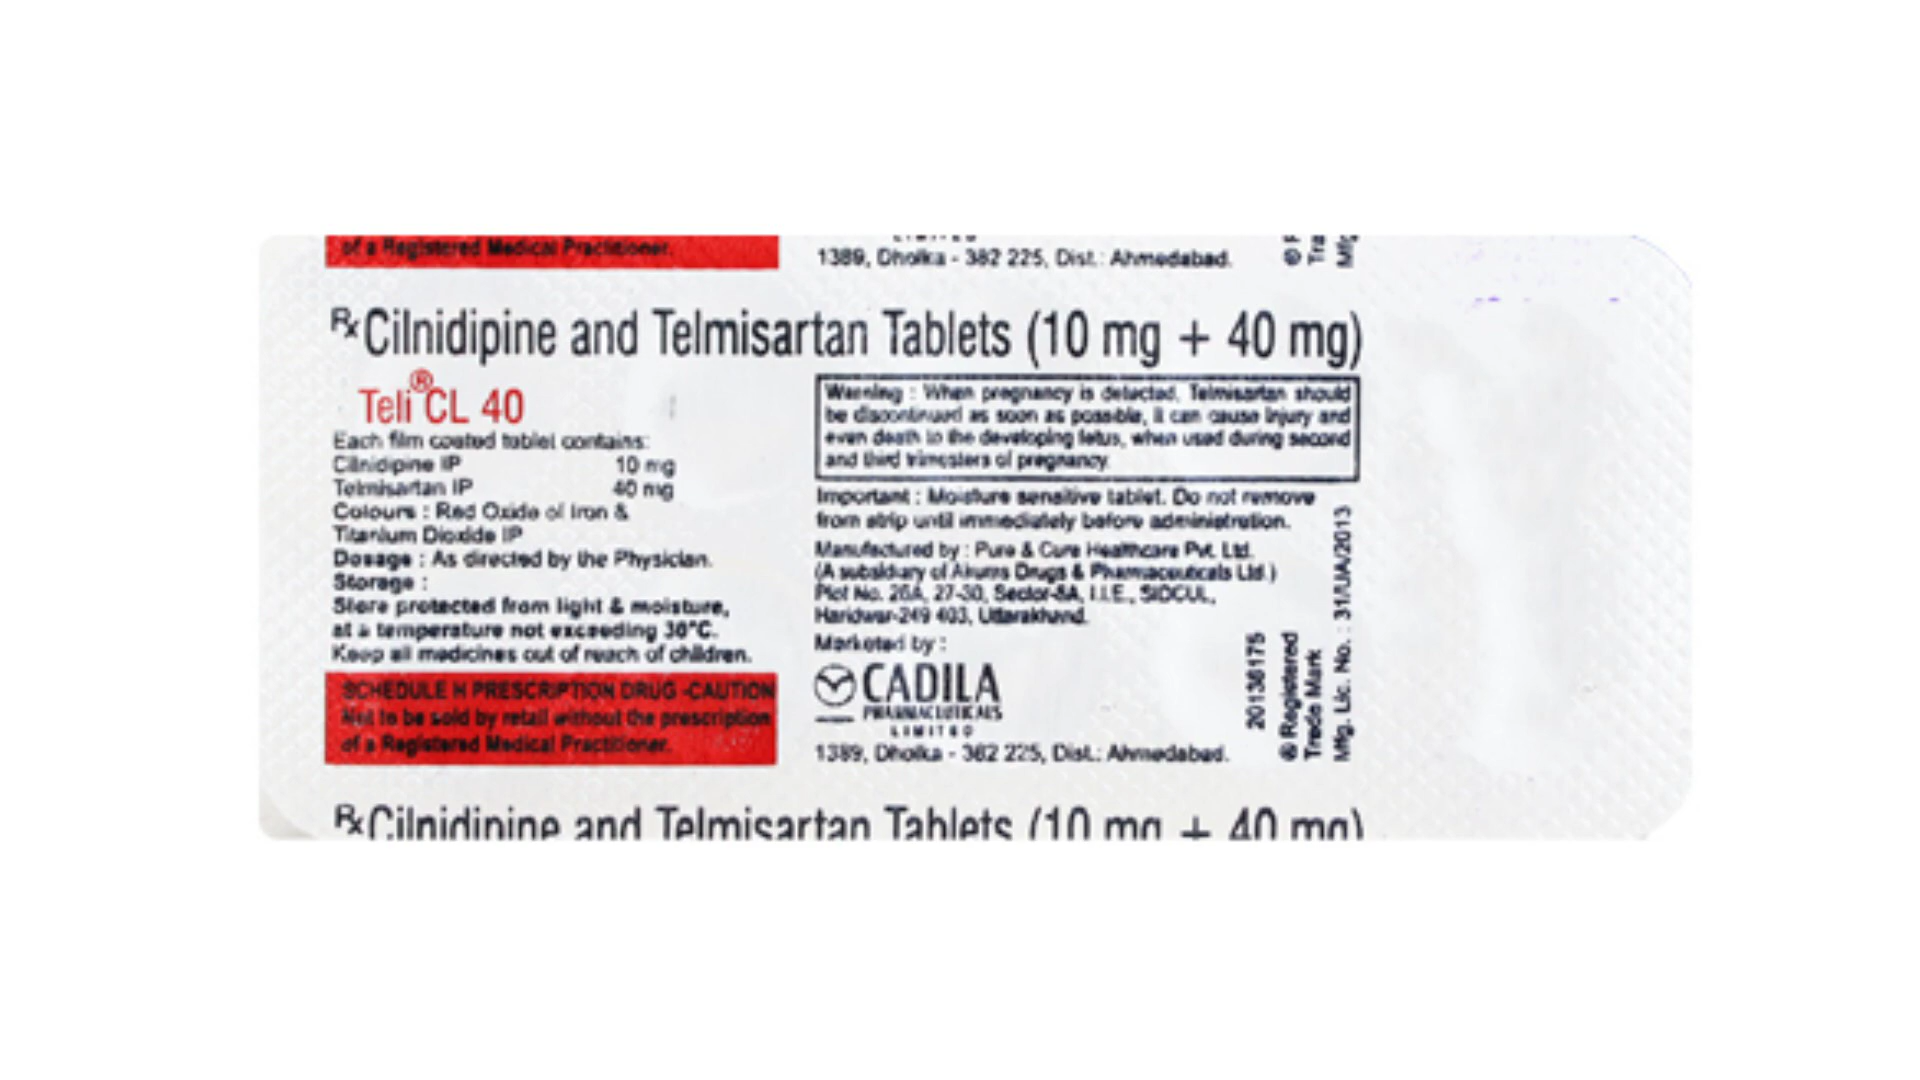 of a Registered Medical Practitioner.
LIMITED
1389, Dholka - 382 225, Dist.: Ahmedabad.
Rx Cilnidipine and Telmisartan Tablets (10 mg + 40 mg)
Teli® CL 40
Each film coated tablet contains:
Cilnidipine IP 10 mg
Telmisartan IP 40 mg
Colours : Red Oxide of Iron &
Titanium Dioxide IP
Dosage : As directed by the Physician.
Storage :
Store protected from light & moisture,
at a temperature not exceeding 30°C.
Keep all medicines out of reach of children.
SCHEDULE H PRESCRIPTION DRUG -CAUTION
Not to be sold by retail without the prescription
of a Registered Medical Practitioner.
Warning : When pregnancy is detected, Telmisartan should
be discontinued as soon as possible, it can cause injury and
even death to the developing fetus, when used during second
and third trimesters of pregnancy.
Important : Moisture sensitive tablet. Do not remove
from strip until immediately before administration.
Manufactured by : Pure & Cure Healthcare Pvt. Ltd.
(A subsidiary of Akums Drugs & Pharmaceuticals Ltd.)
Plot No. 26A, 27-30, Sector-8A, I.I.E., SIDCUL,
Haridwar-249 403, Uttarakhand.
Marketed by :
CADILA
PHARMACEUTICALS
LIMITED
1389, Dholka - 382 225, Dist.: Ahmedabad.
20136175
® Registered
Trade Mark
Mfg. Lic. No. : 31/UA/2013
Rx Cilnidipine and Telmisartan Tablets (10 mg + 40 mg)